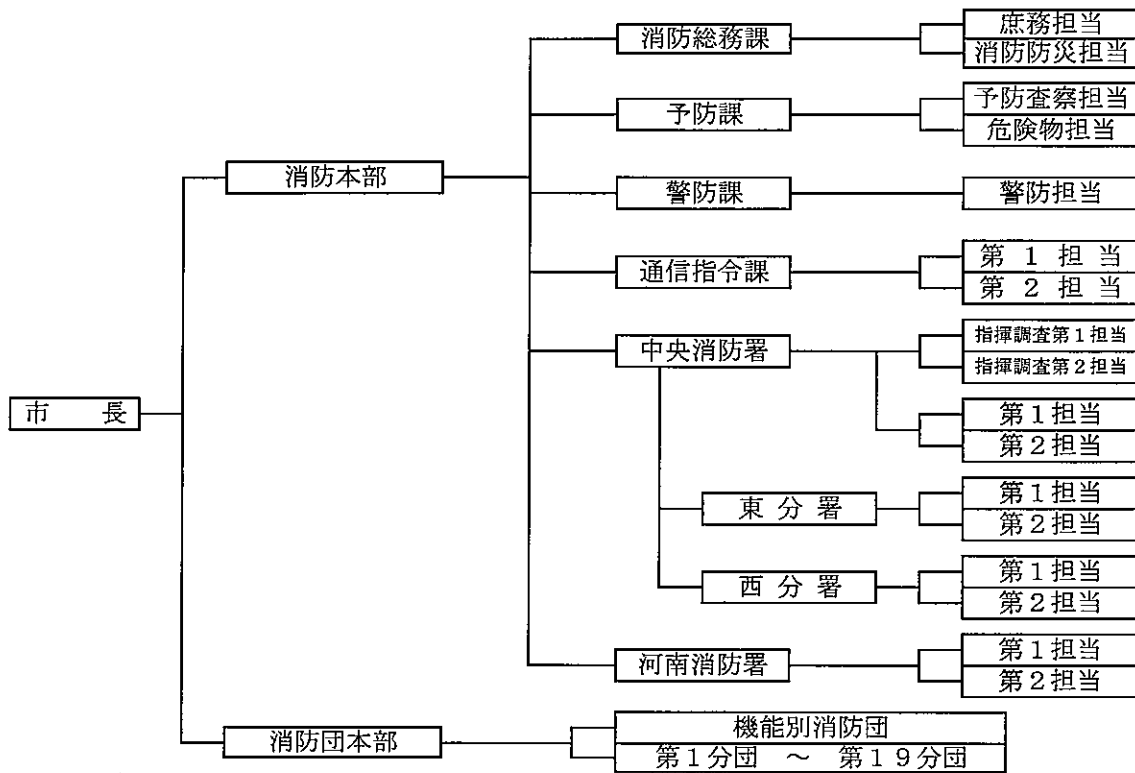 消防総務課
庶務担当
消防防災担当
予防課
予防査察担当
危険物担当
消防本部
警防課
警防担当
通信指令課
第1担当
第2担当
中央消防署
指揮調査第1担当
指揮調査第2担当
市長
第1担当
第2担当
東分署
第1担当
第2担当
西分署
第1担当
第2担当
河南消防署
第1担当
第2担当
消防団本部
機能別消防団
第1分団 ～ 第19分団